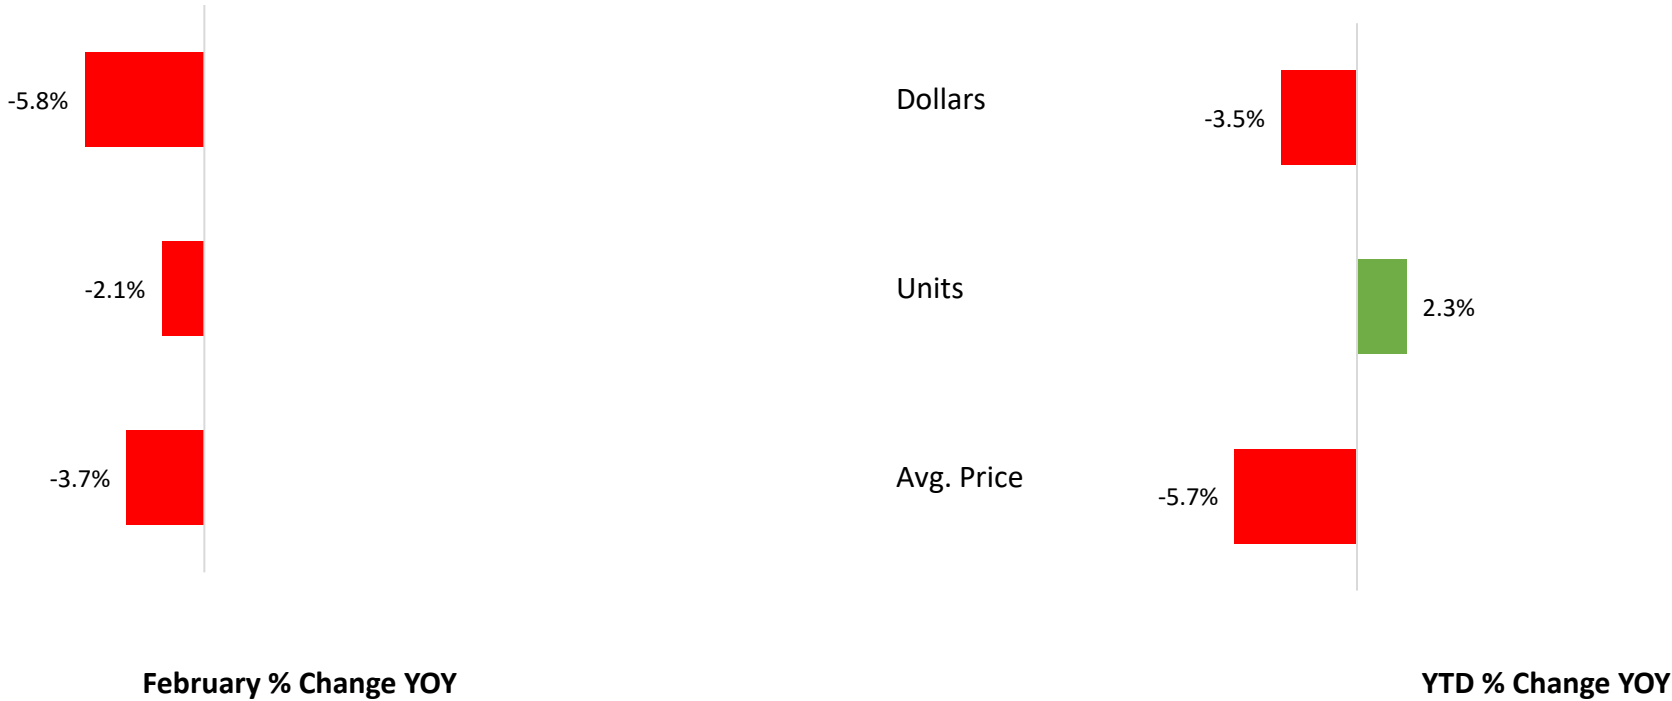 -5.8%
Dollars
-3.5%
-2.1%
Units
2.3%
-3.7%
Avg. Price
-5.7%
February % Change YOY
YTD % Change YOY